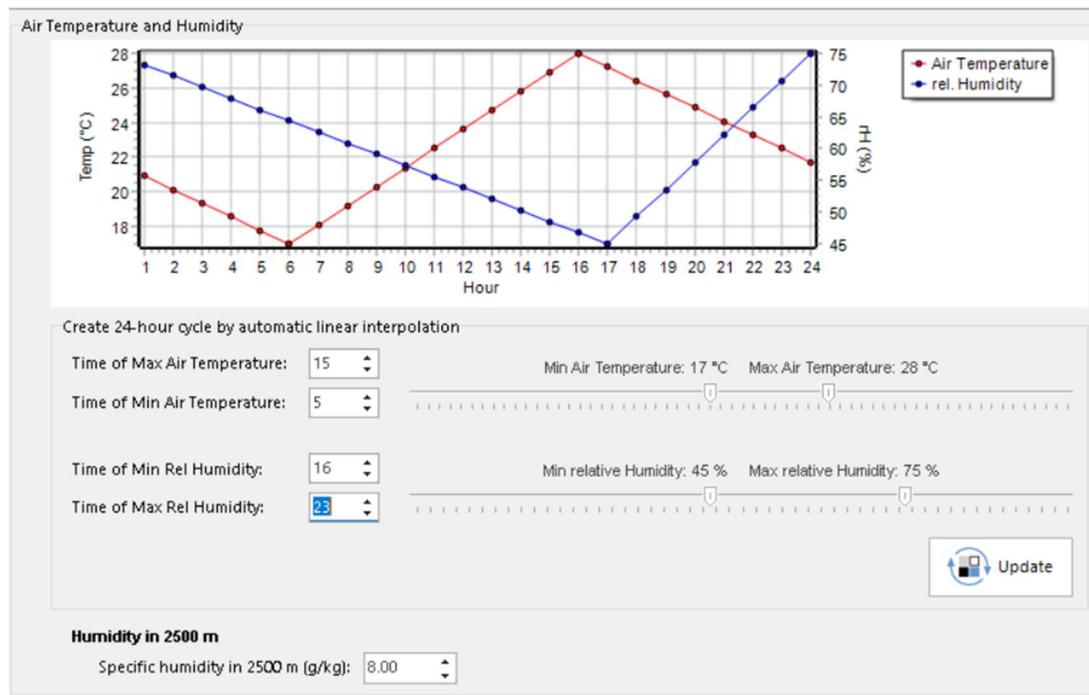 Air Temperature and Humidity
28
26
24
22
20
18
Temp (°C)
75
70
65
60
55
50
45
rH (%)
1 2 3 4 5 6 7 8 9 10 11 12 13 14 15 16 17 18 19 20 21 22 23 24
Hour
Air Temperature
rel. Humidity
Create 24-hour cycle by automatic linear interpolation
Time of Max Air Temperature: 15
Min Air Temperature: 17 °C Max Air Temperature: 28 °C
Time of Min Air Temperature: 5
Time of Min Rel Humidity: 16
Min relative Humidity: 45 % Max relative Humidity: 75 %
Time of Max Rel Humidity: 23
Update
Humidity in 2500 m
Specific humidity in 2500 m (g/kg): 8.00